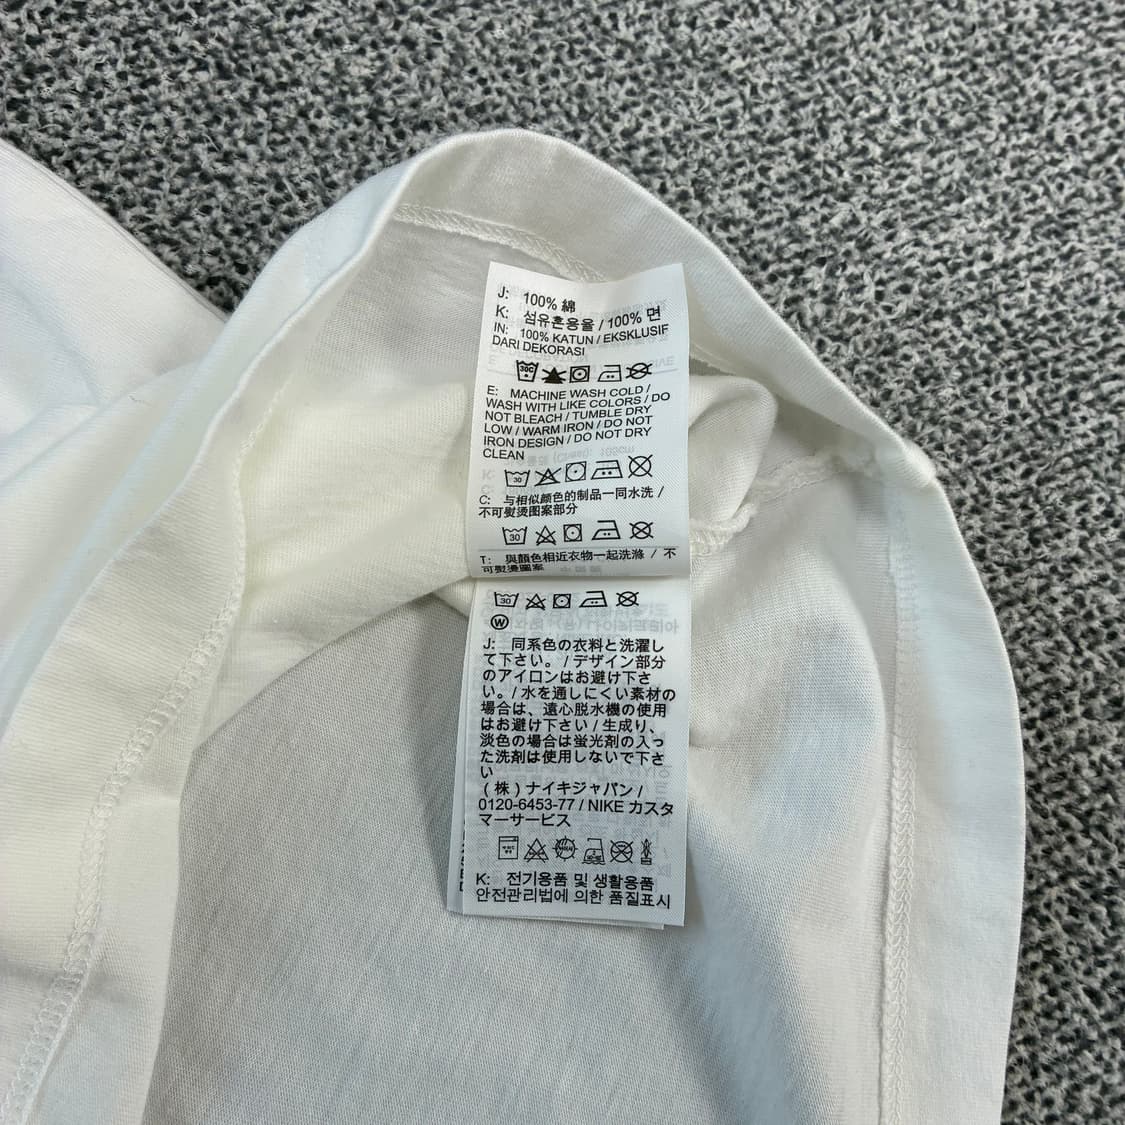 J: 100% 綿
K: 섬유혼용율 / 100% 면
IN: 100% KATUN / EKSKLUSIF
DARI DEKORASI
30C
E: MACHINE WASH COLD /
WASH WITH LIKE COLORS / DO
NOT BLEACH / TUMBLE DRY
LOW / WARM IRON / DO NOT
IRON DESIGN / DO NOT DRY
CLEAN
30
C: 与相似颜色的制品一同水洗 /
不可熨烫图案部分
30
T: 與顏色相近衣物一起洗滌 / 不
可熨燙圖案
30
W
J: 同系色の衣料と洗濯し
て下さい。/ デザイン部分
のアイロンはお避け下さ
い。/ 水を通しにくい素材の
場合は、遠心脱水機の使用
はお避け下さい / 生成り、
淡色の場合は蛍光剤の入っ
た洗剤は使用しないで下さ
い
(株) ナイキジャパン /
0120-6453-77 / NIKE カスタ
マーサービス
K: 전기용품 및 생활용품
안전관리법에 의한 품질표시